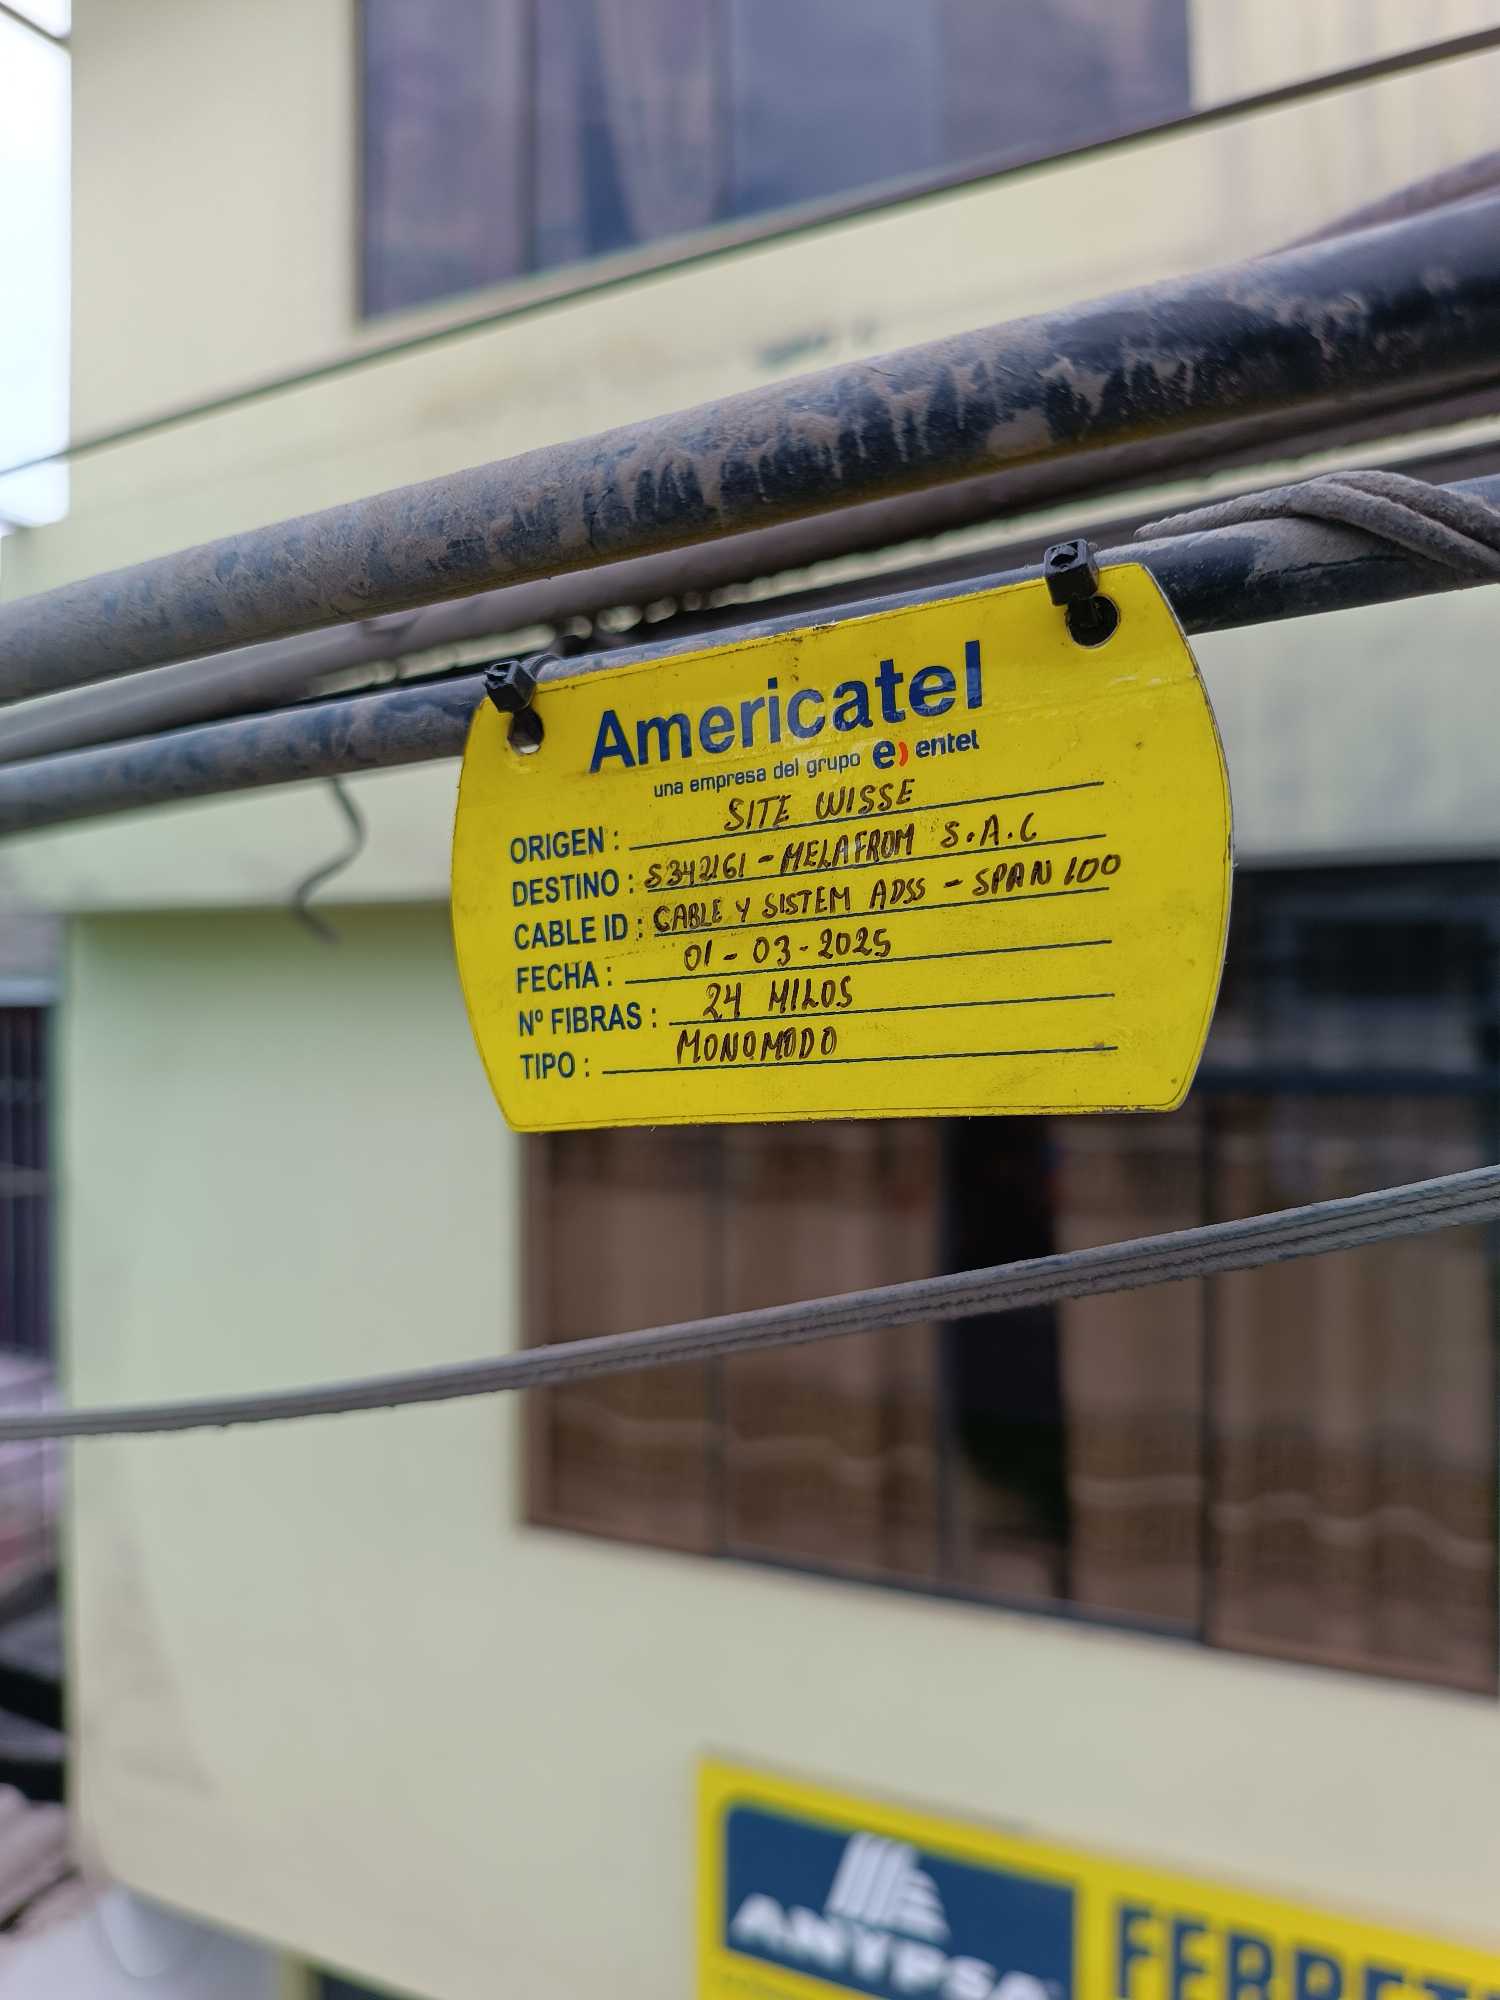 Americatel
una empresa del grupo e) entel
ORIGEN : SITE WISSE
DESTINO : S342161 - MELAFROM S.A.C
CABLE ID : CABLE Y SISTEM ADSS - SPAN 100
FECHA : 01 - 03 - 2025
Nº FIBRAS : 24 HILOS
TIPO : MONOMODO
ANYPSA